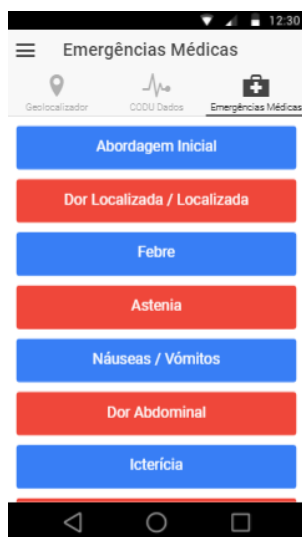 12:30
Emergências Médicas
Geolocalizador
CODU Dados
Emergências Médicas
Abordagem Inicial
Dor Localizada / Localizada
Febre
Astenia
Náuseas / Vómitos
Dor Abdominal
Icterícia